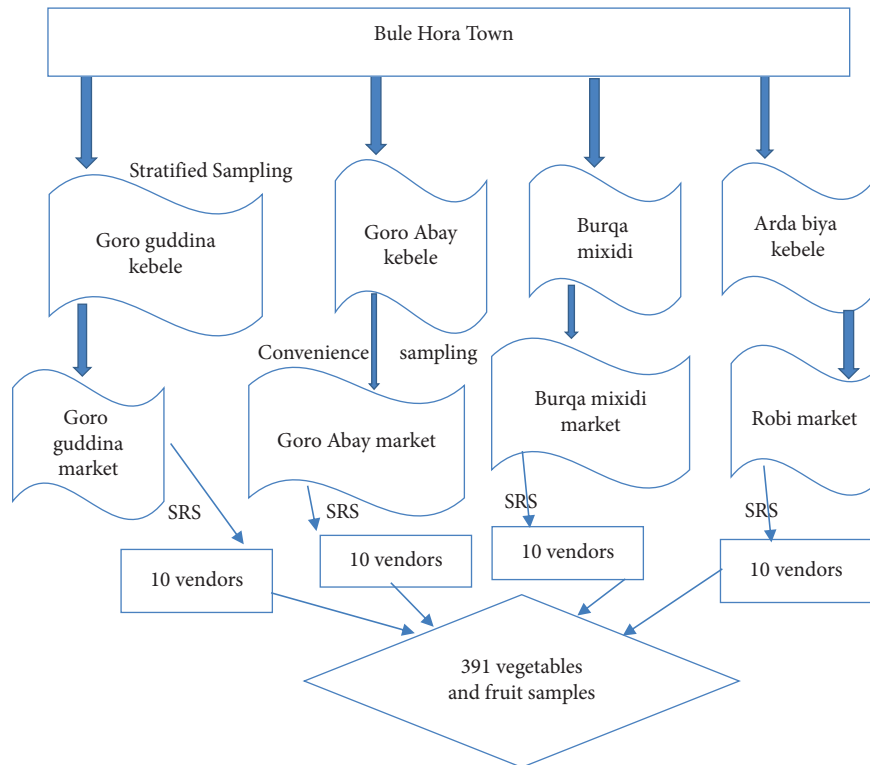 Bule Hora Town
Stratified Sampling
Goro guddina
kebele
Goro Abay
kebele
Burqa
mixidi
Arda biya
kebele
Convenience sampling
Goro
guddina
market
Goro Abay market
Burqa mixidi
market
Robi market
SRS
SRS
SRS
SRS
10 vendors
10 vendors
10 vendors
10 vendors
391 vegetables
and fruit samples